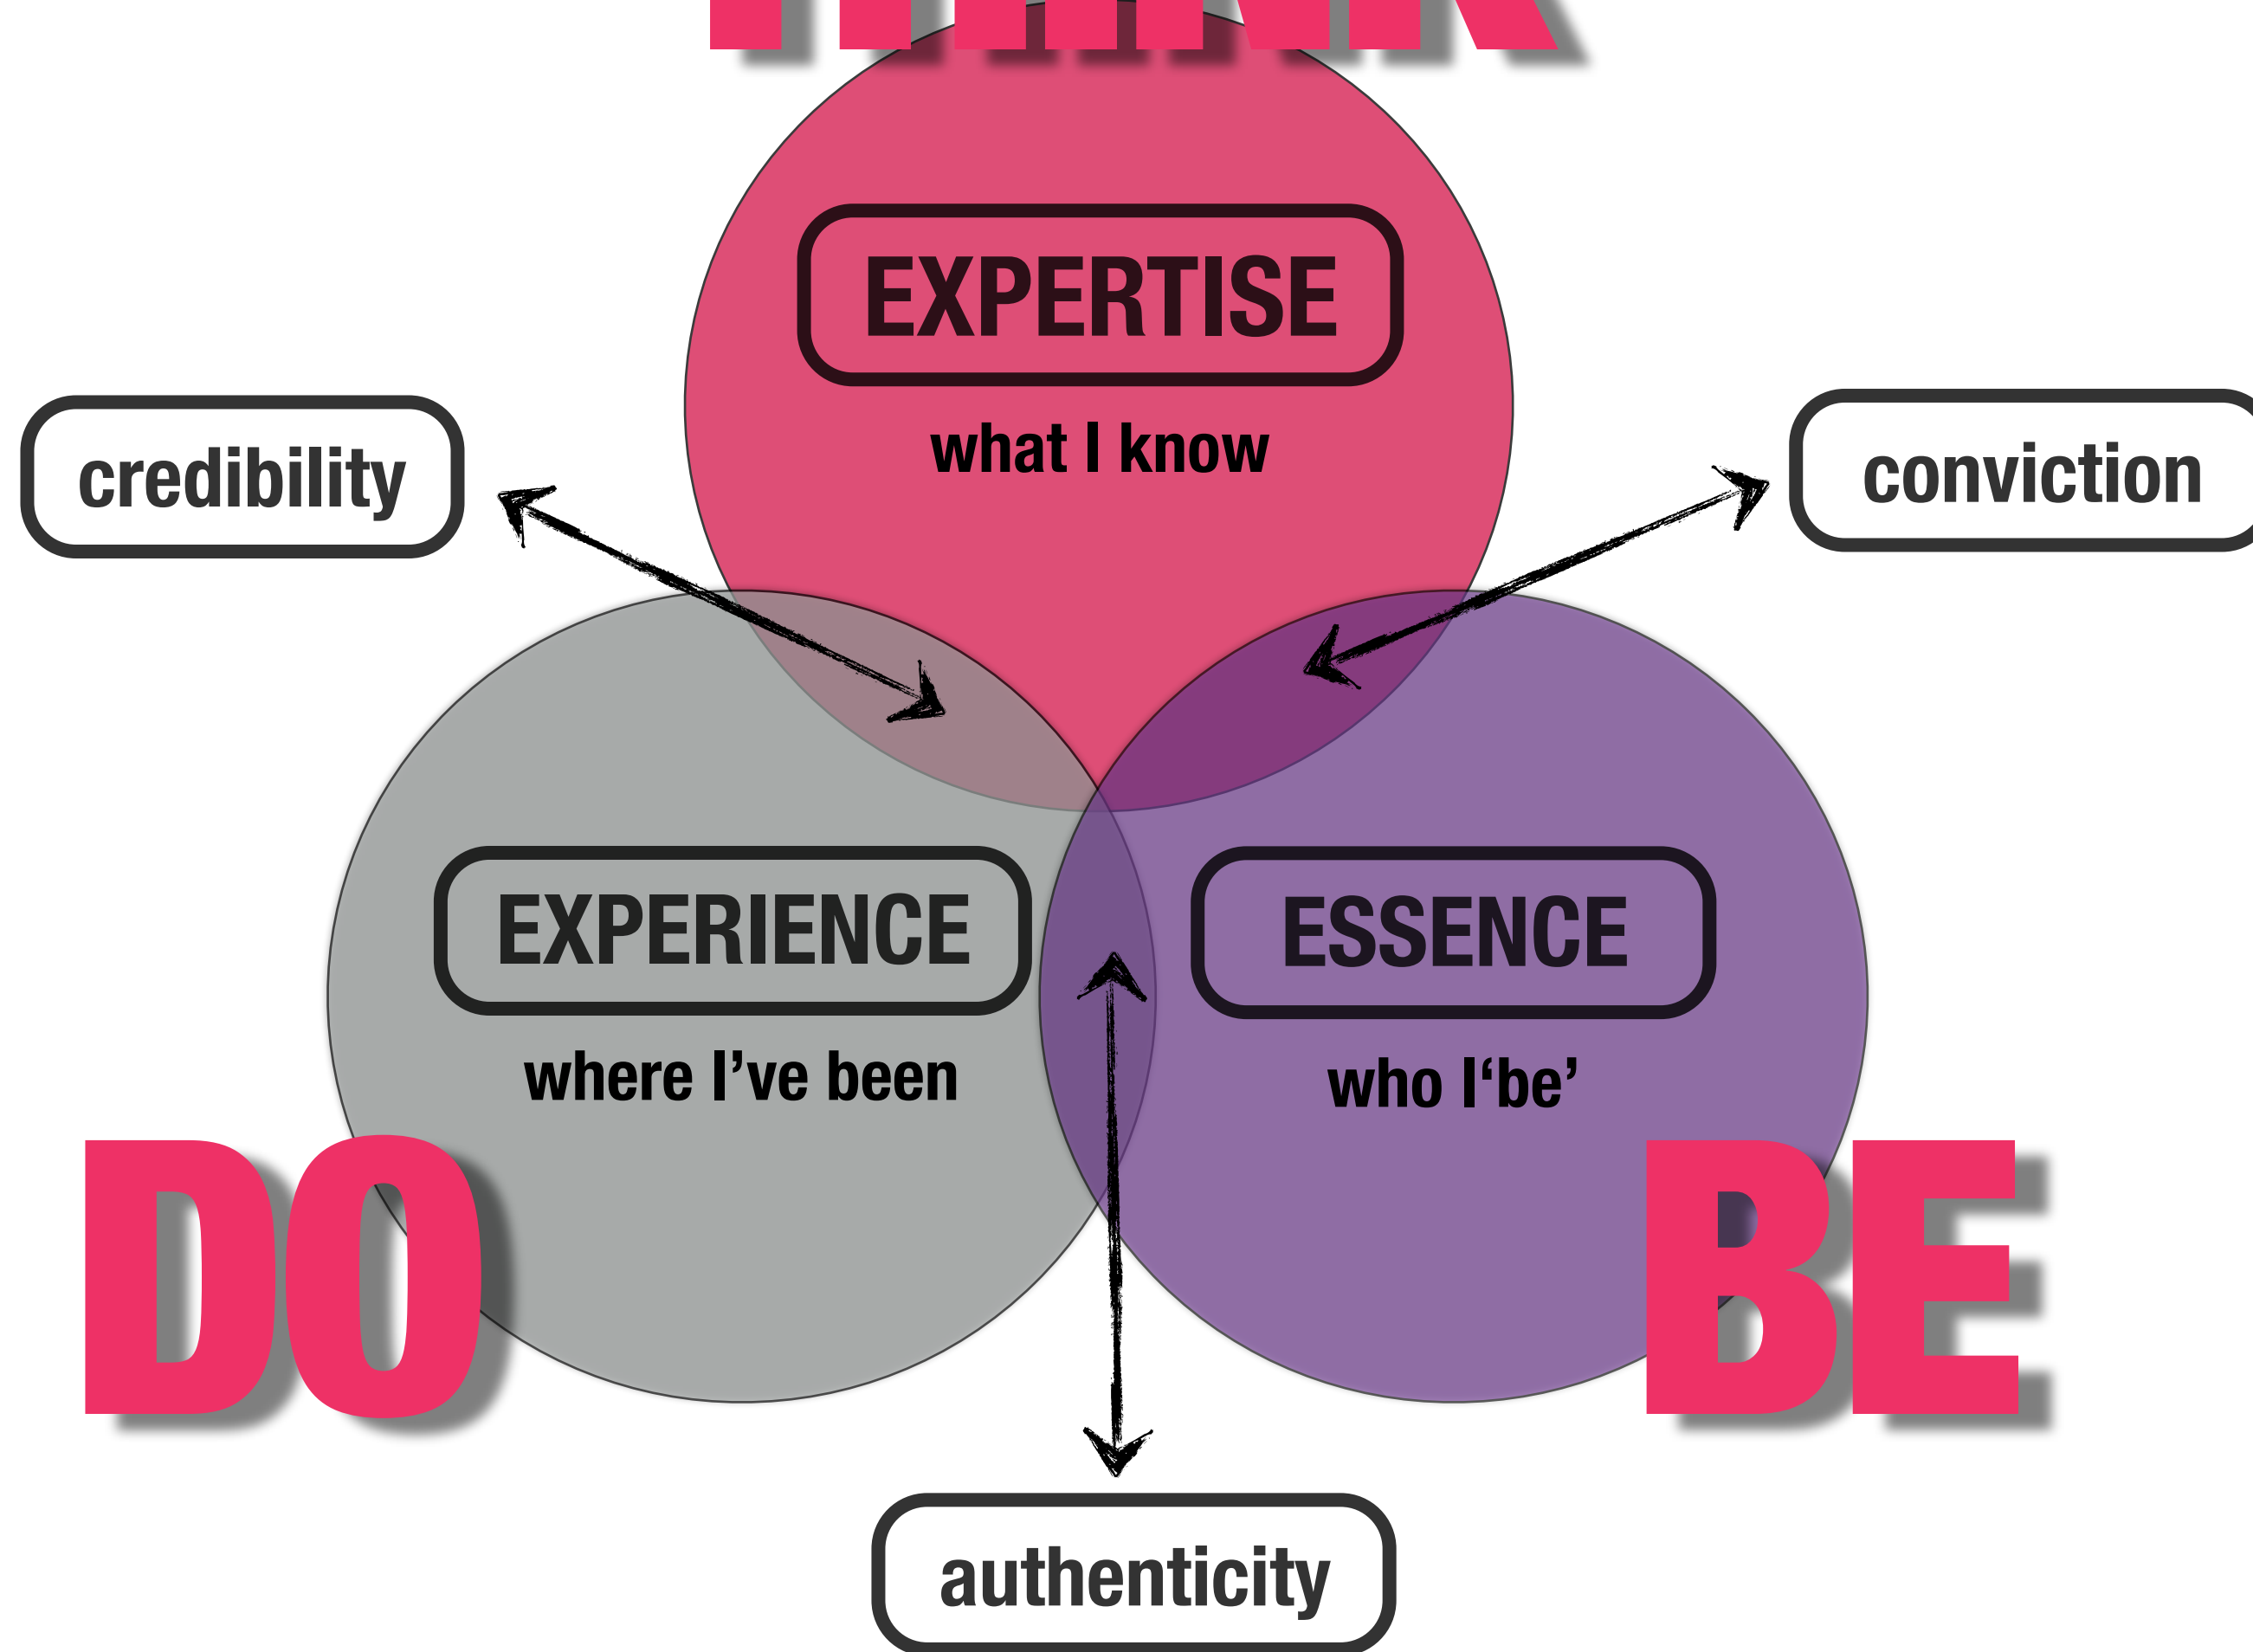 EXPERTISE
what I know
credibility
conviction
EXPERIENCE
ESSENCE
where I’ve been
who I‘be’
DO
BE
authenticity